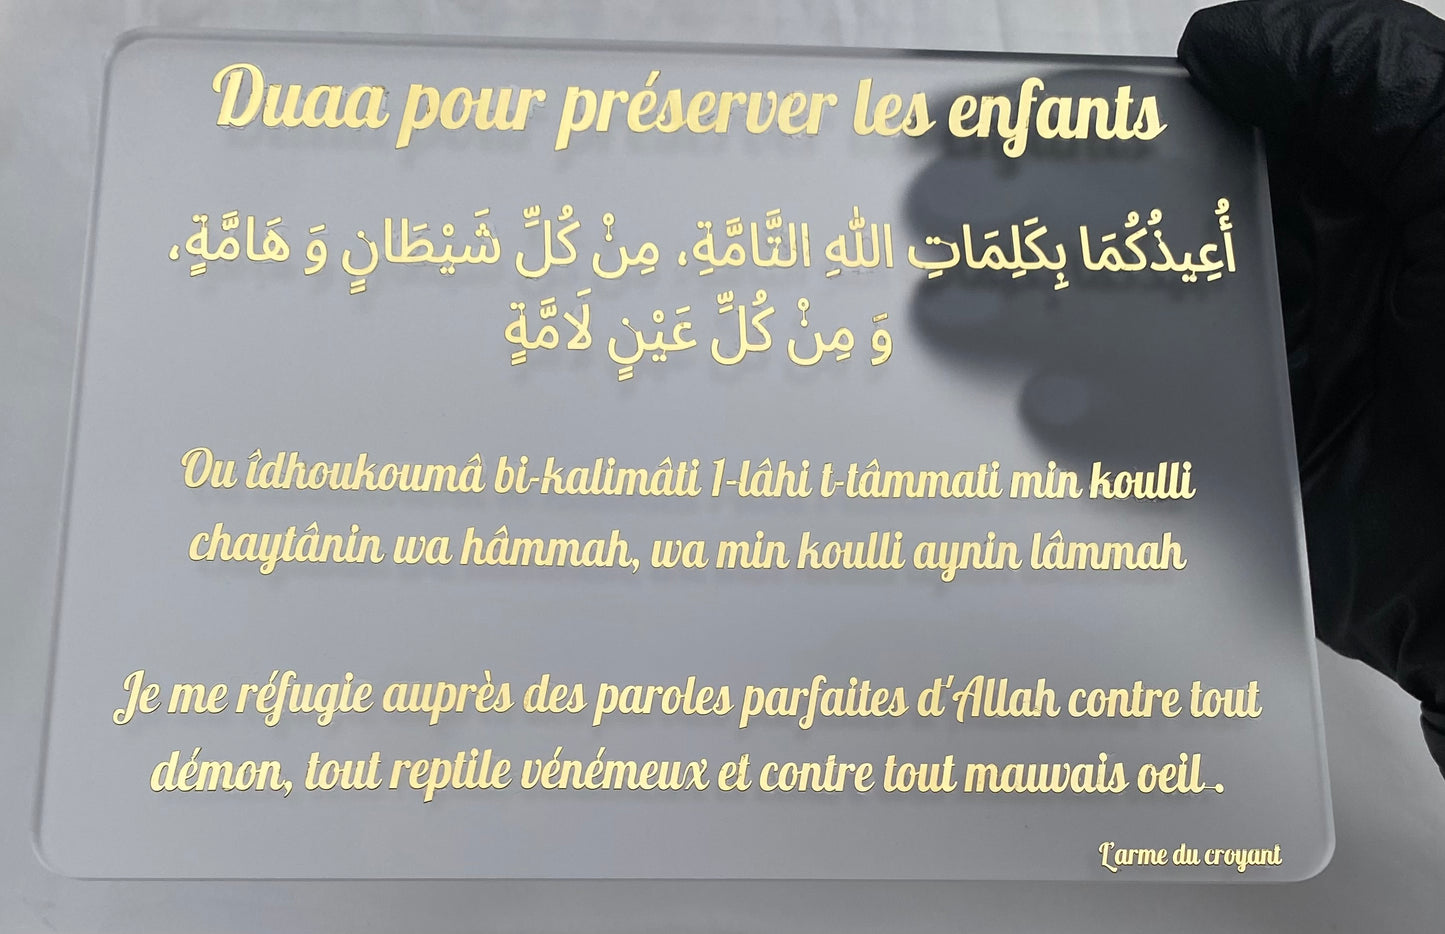 Duaa pour préserver les enfants
أُعِيذُكُمَا بِكَلِمَاتِ اللّٰهِ التَّامَّةِ، مِنْ كُلِّ شَيْطَانٍ وَ هَامَّةٍ،
وَ مِنْ كُلِّ عَيْنٍ لَامَّةٍ
Ou îdhoukoumâ bi-kalimâti l-lâhi t-tâmmati min koulli
chaytânin wa hâmmah, wa min koulli aynin lâmmah
Je me réfugie auprès des paroles parfaites d'Allah contre tout
démon, tout reptile vénémeux et contre tout mauvais oeil..
L'arme du croyant